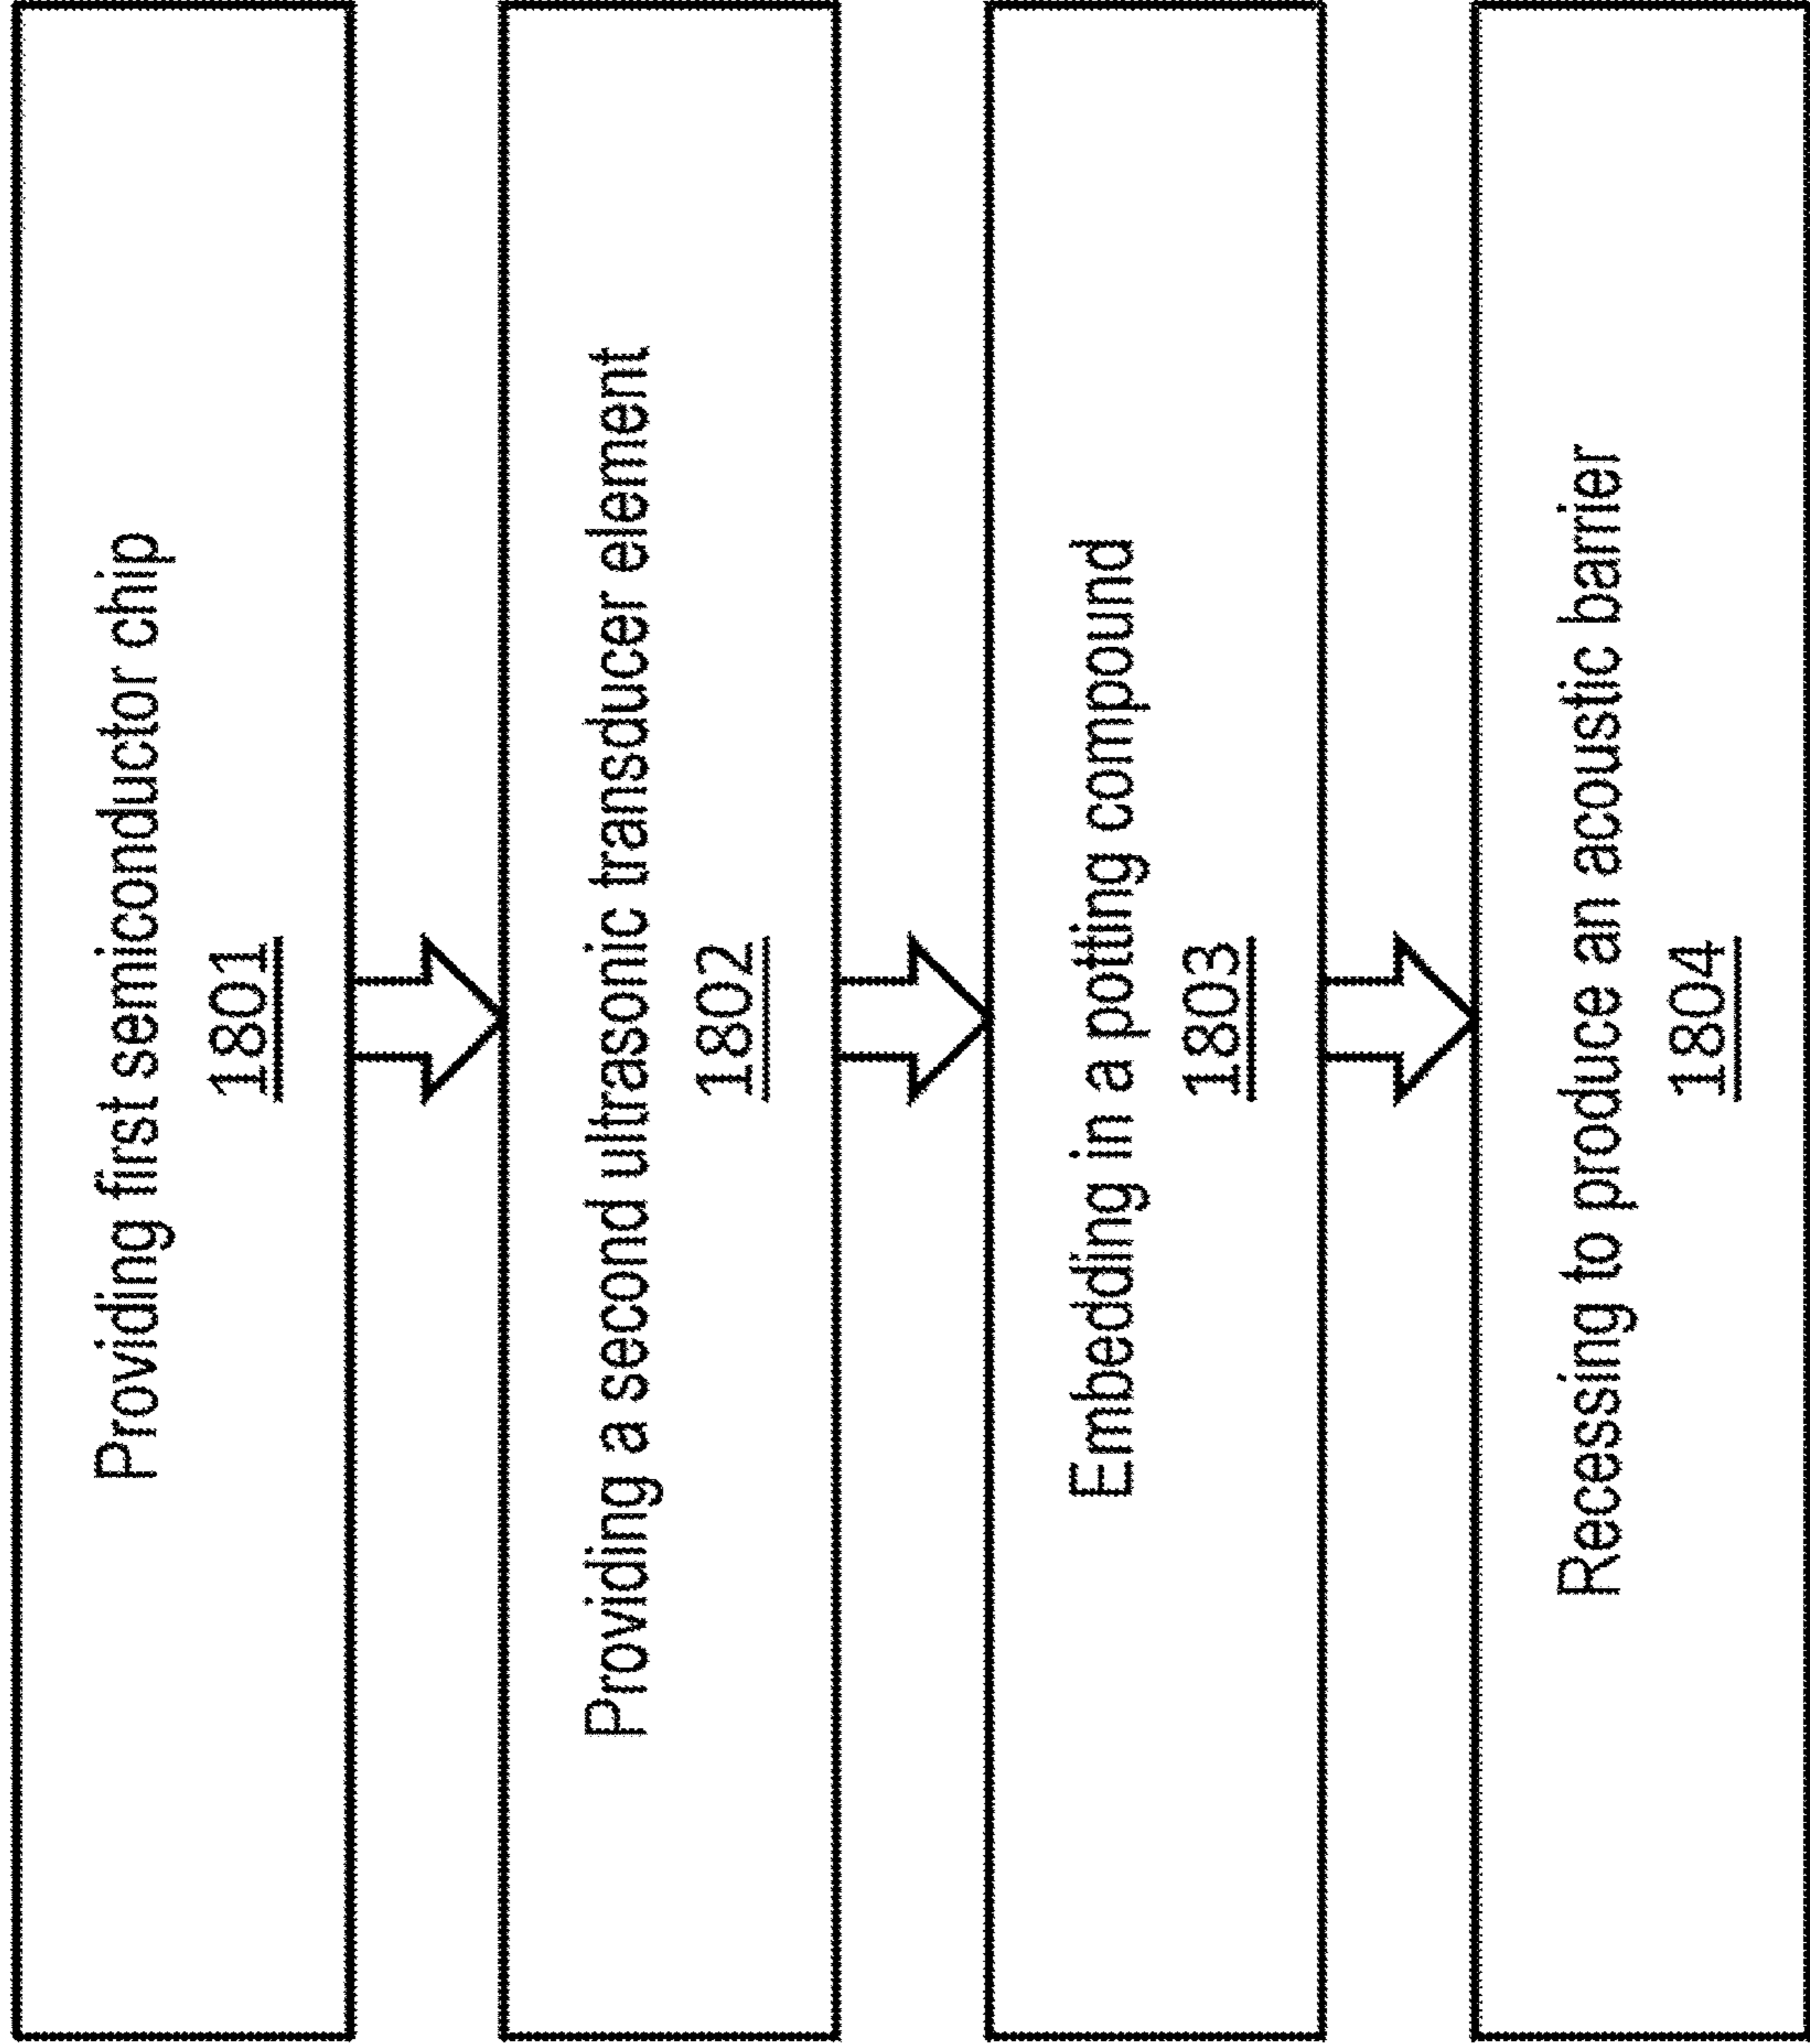 Providing first semiconductor chip
1801
Providing a second ultrasonic transducer element
1802
Embedding in a potting compound
1803
Recessing to produce an acoustic barrier
1804